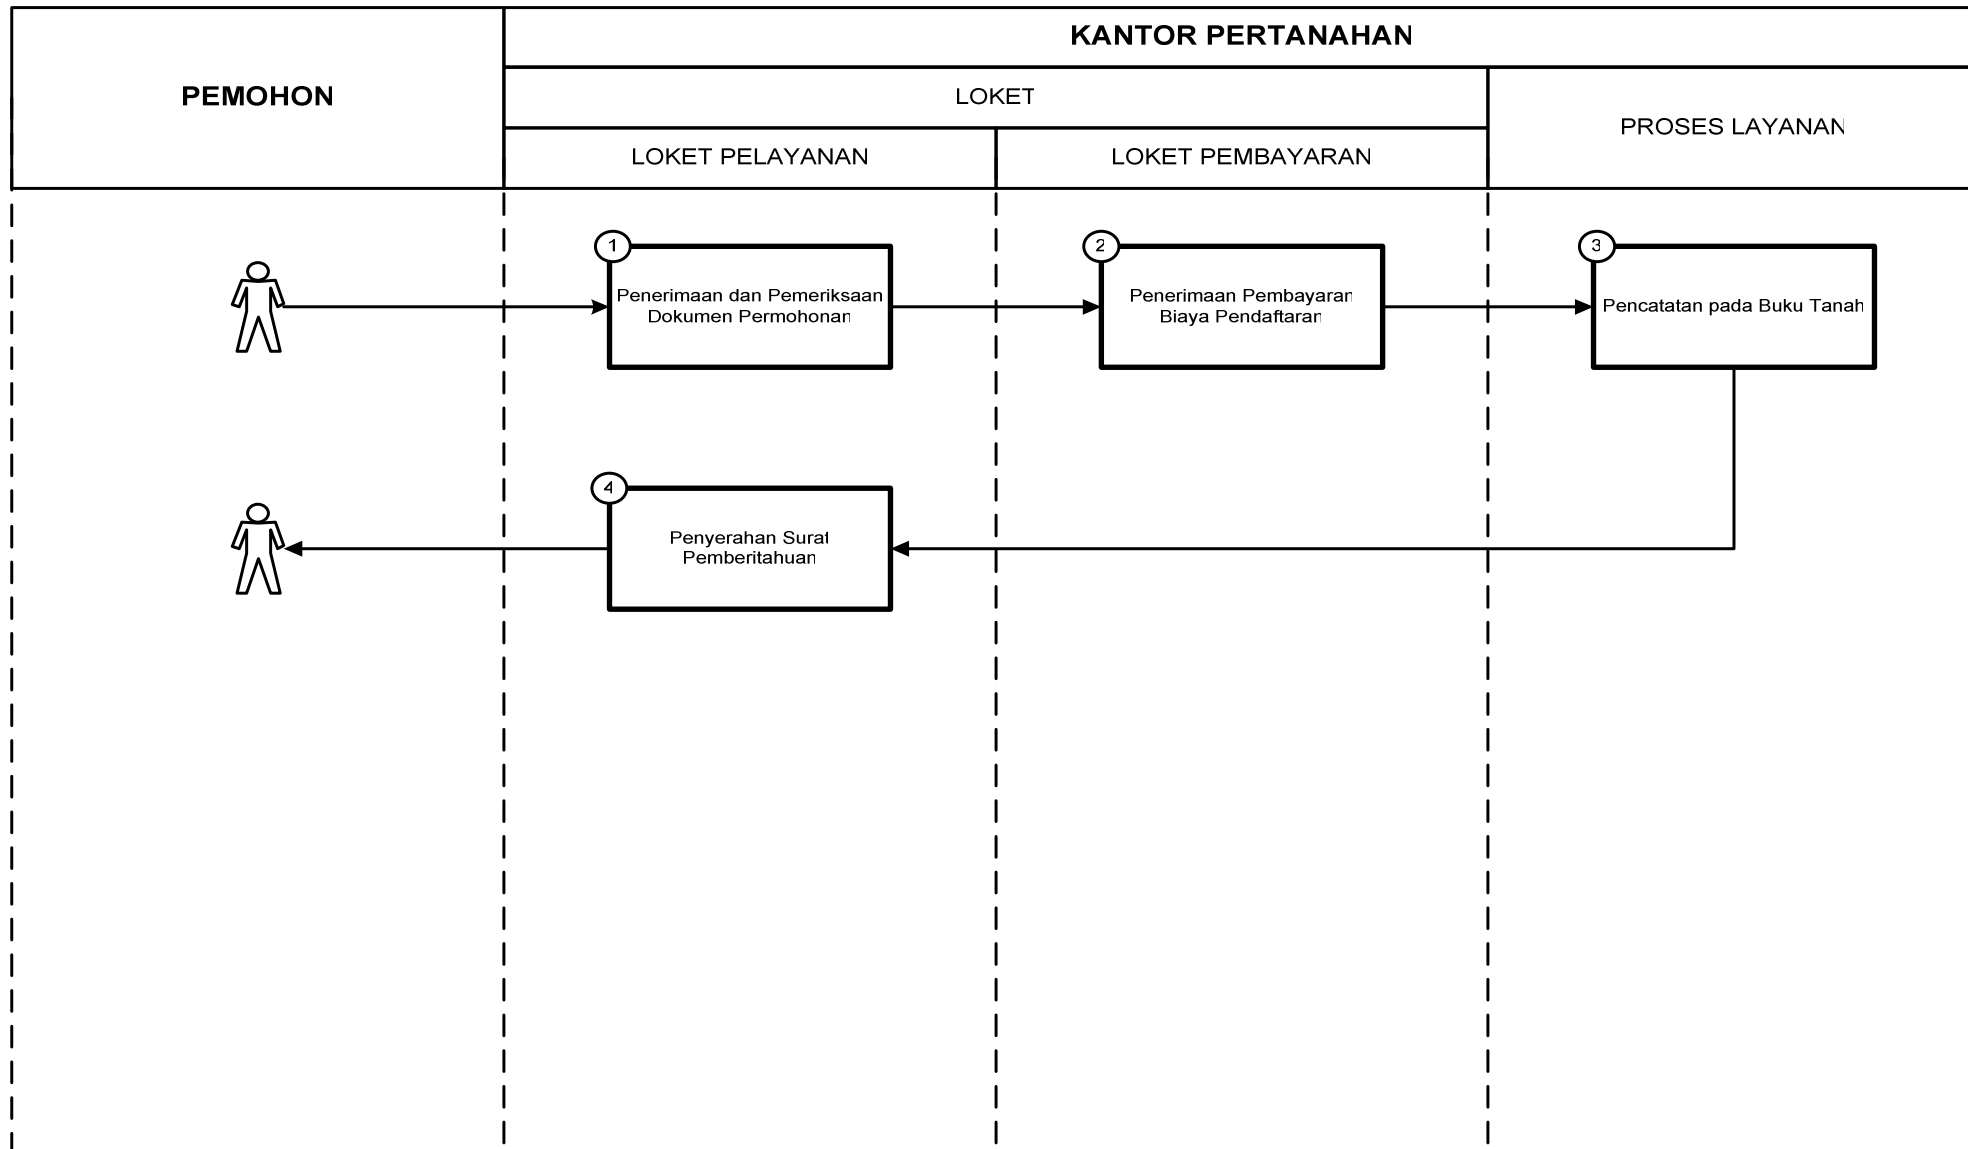 PEMOHON
KANTOR PERTANAHAN
LOKET
PROSES LAYANAN
LOKET PELAYANAN
LOKET PEMBAYARAN
1
Penerimaan dan Pemeriksaan
Dokumen Permohonan
2
Penerimaan Pembayaran
Biaya Pendaftaran
3
Pencatatan pada Buku Tanah
4
Penyerahan Surat
Pemberitahuan